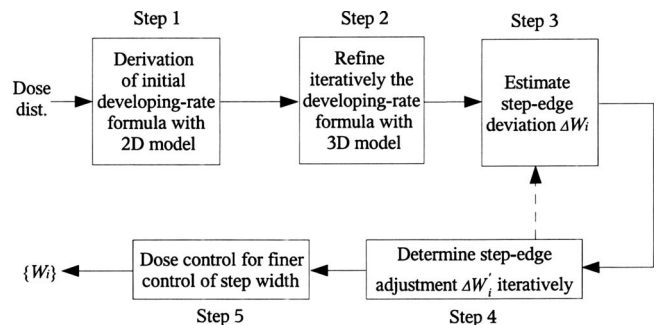 Step 1
Step 2
Step 3
Dose
dist.
Derivation
of initial
developing-rate
formula with
2D model
Refine
iteratively the
developing-rate
formula with
3D model
Estimate
step-edge
deviation ΔWi
{Wi}
Dose control for finer
control of step width
Determine step-edge
adjustment ΔW'i iteratively
Step 5
Step 4